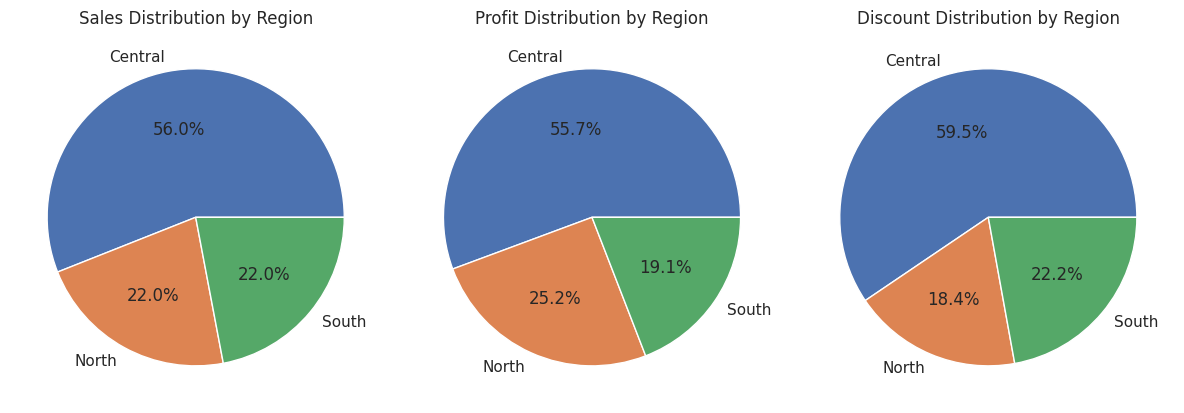 Sales Distribution by Region
Central
56.0%
22.0%
22.0%
North
South
Profit Distribution by Region
Central
55.7%
25.2%
19.1%
North
South
Discount Distribution by Region
Central
59.5%
18.4%
22.2%
North
South